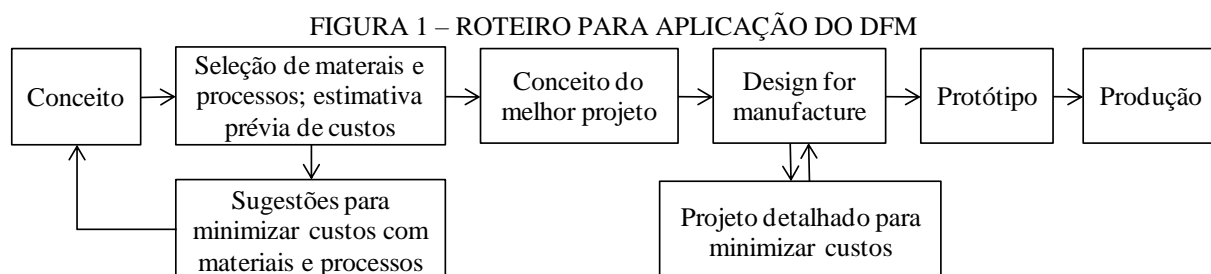 FIGURA 1 – ROTEIRO PARA APLICAÇÃO DO DFM
Conceito
Seleção de materais e
processos; estimativa
prévia de custos
Conceito do
melhor projeto
Design for
manufacture
Protótipo
Produção
Sugestões para
minimizar custos com
materiais e processos
Projeto detalhado para
minimizar custos